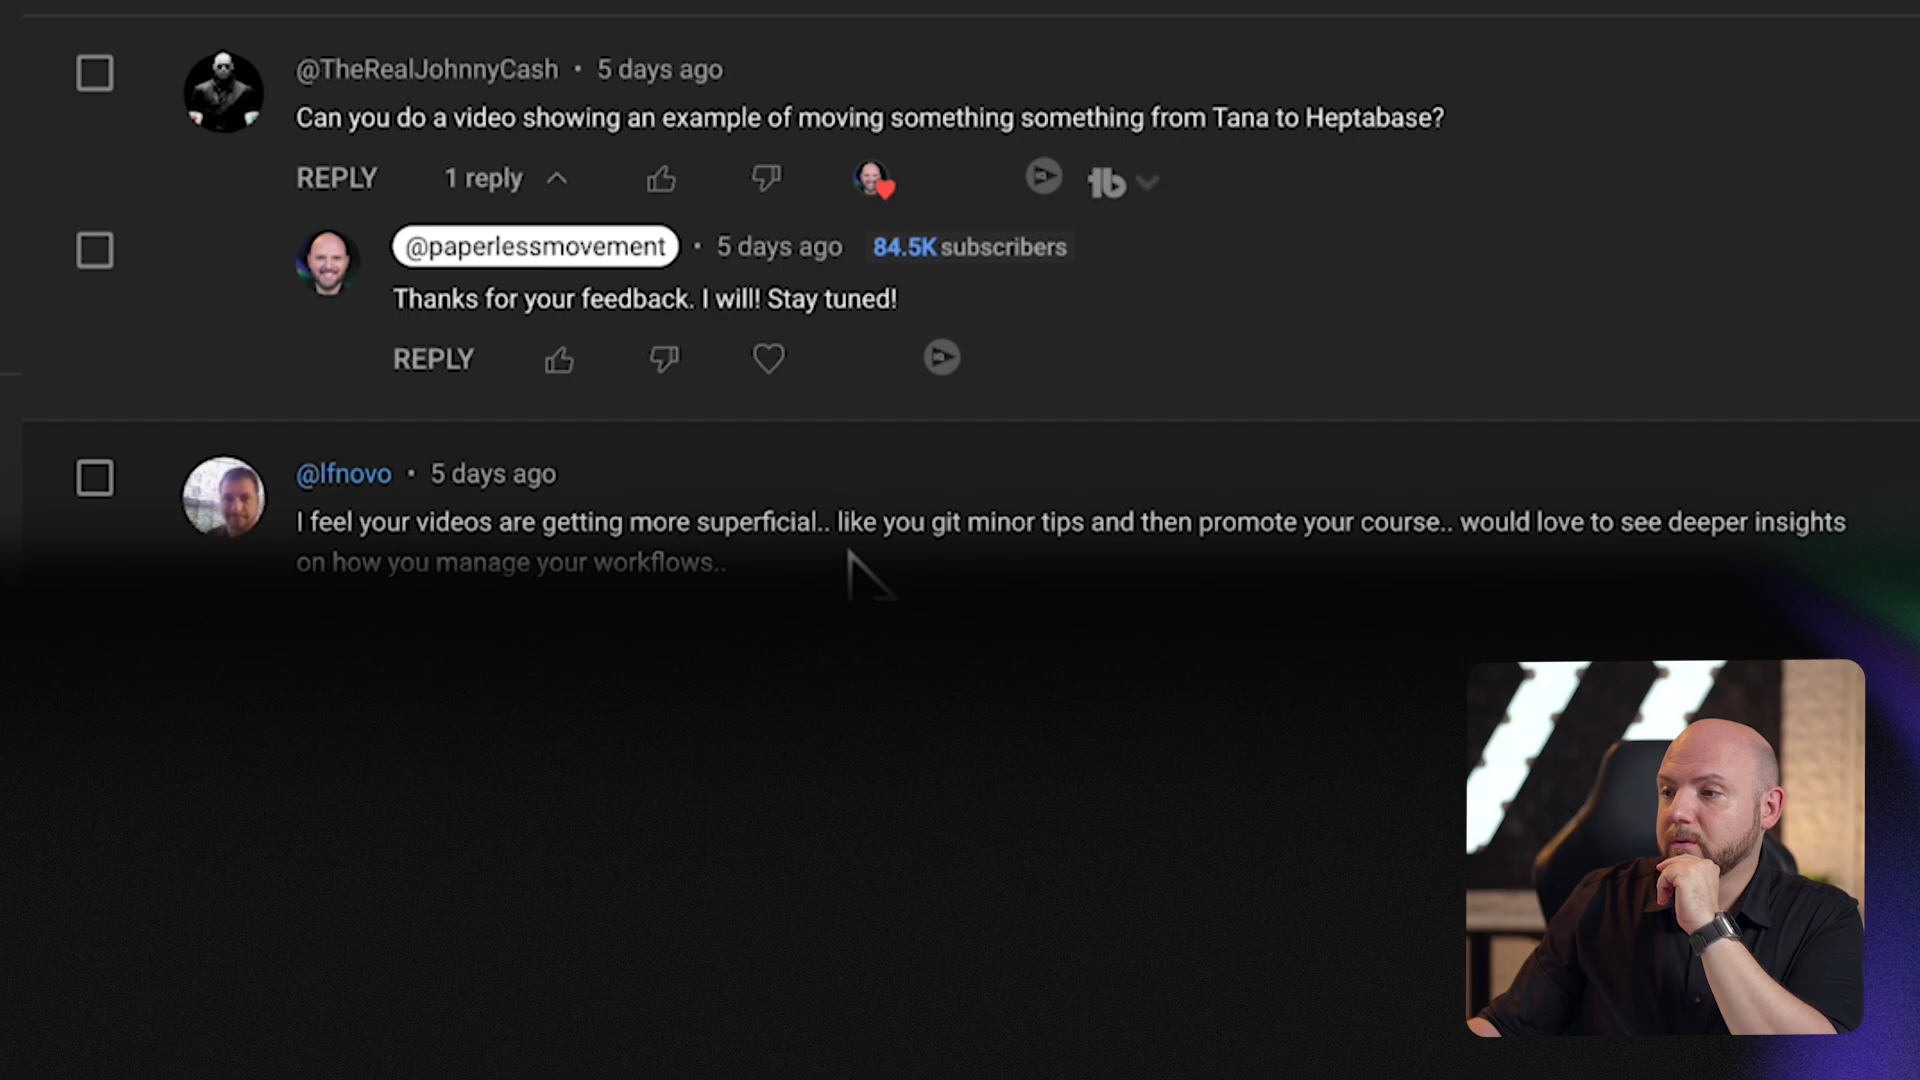 @TheRealJohnnyCash • 5 days ago
Can you do a video showing an example of moving something something from Tana to Heptabase?
REPLY 1 reply
@paperlessmovement • 5 days ago 84.5K subscribers
Thanks for your feedback. I will! Stay tuned!
REPLY
@lfnovo • 5 days ago
I feel your videos are getting more superficial.. like you git minor tips and then promote your course.. would love to see deeper insights
on how you manage your workflows..